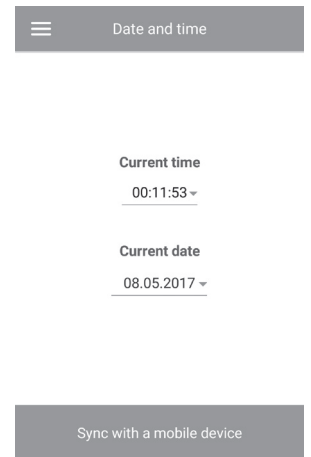 Date and time
Current time
00:11:53
Current date
08.05.2017
Sync with a mobile device